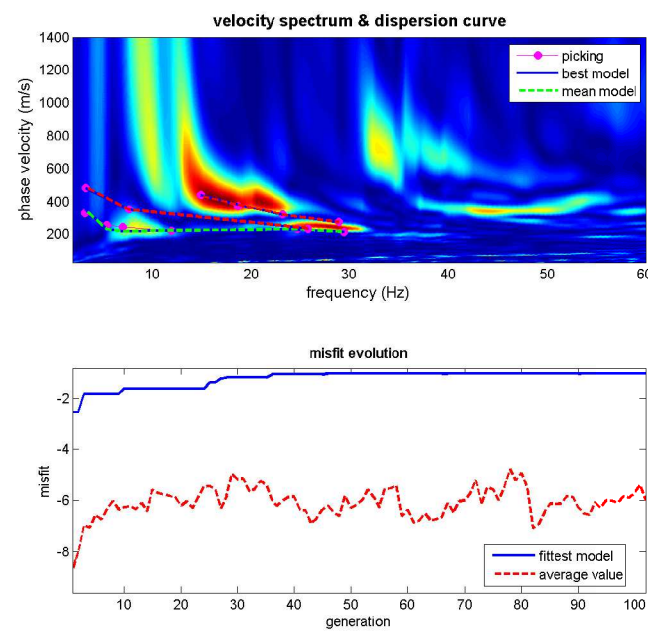 velocity spectrum & dispersion curve
1400
1200
1000
800
600
400
200
phase velocity (m/s)
picking
best model
mean model
10 20 30 40 50 60
frequency (Hz)
misfit evolution
-2
-4
-6
-8
misfit
fittest model
average value
10 20 30 40 50 60 70 80 90 100
generation